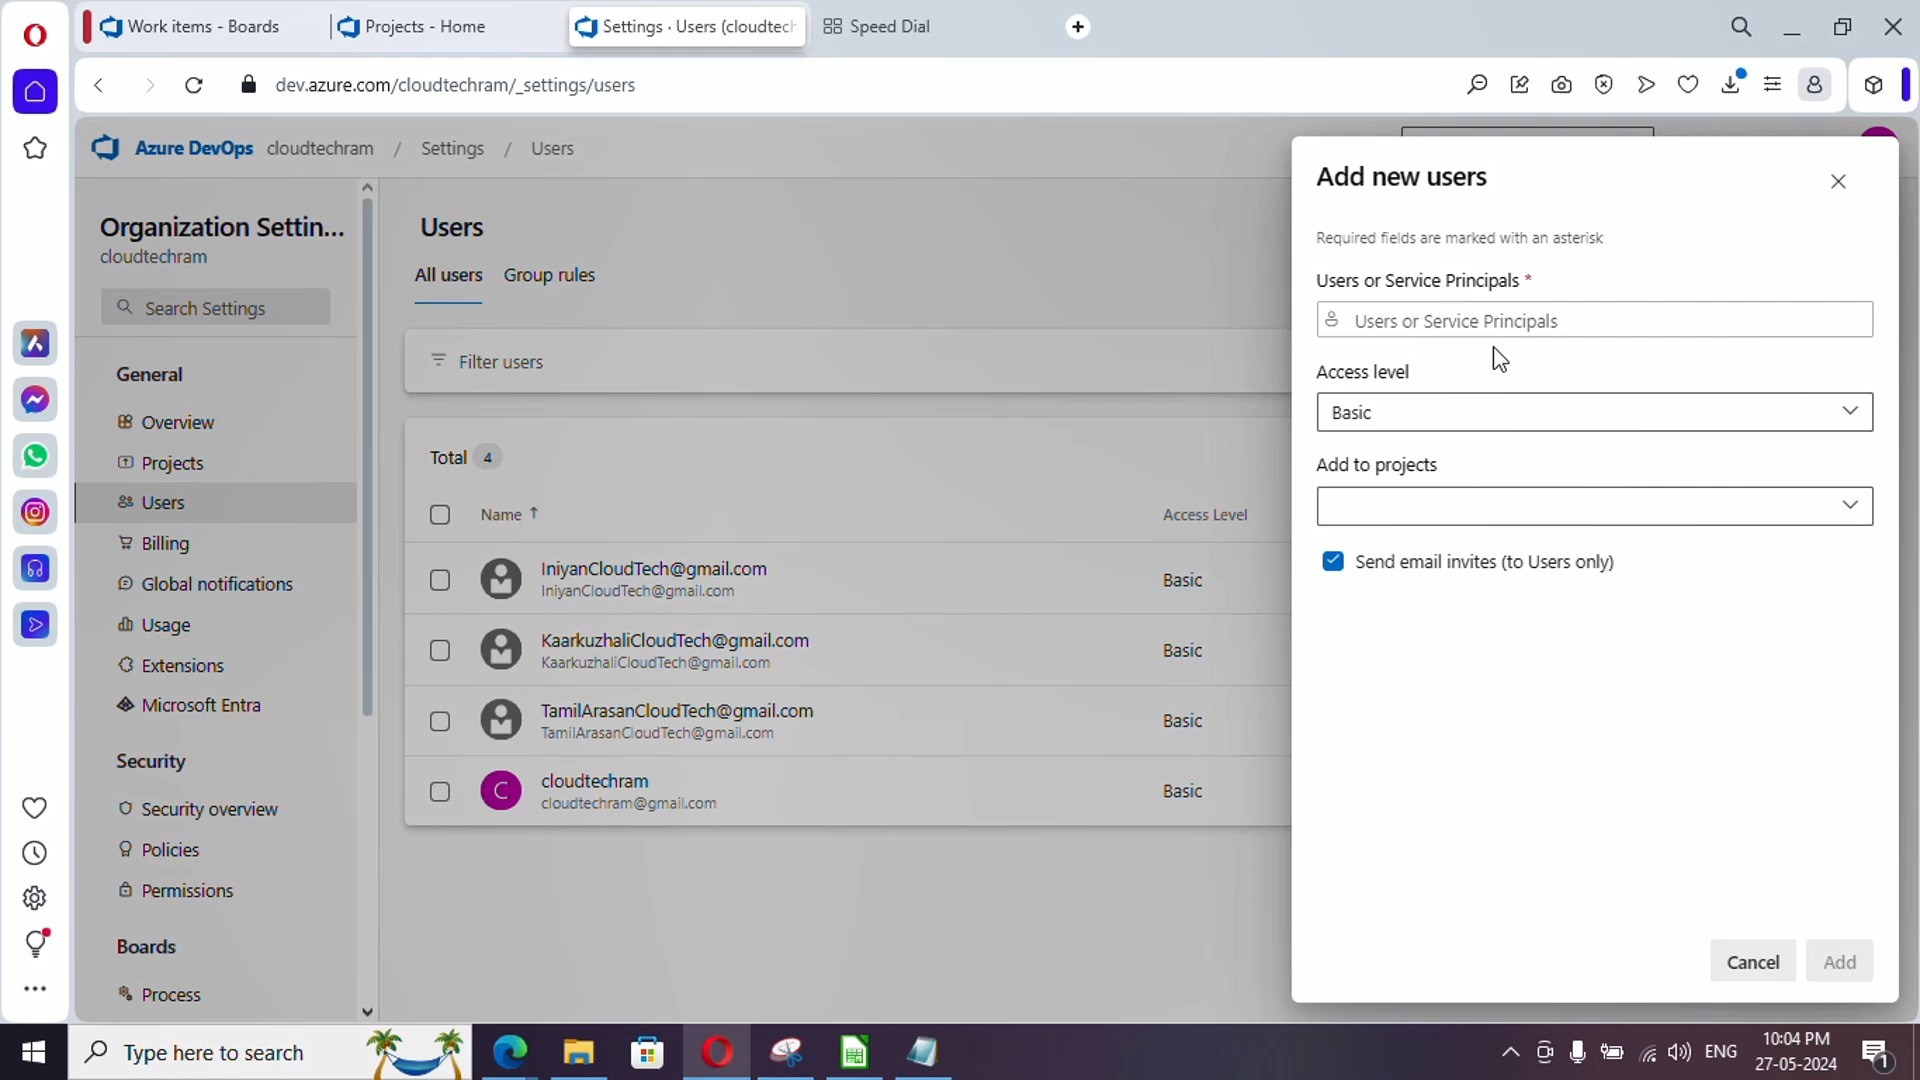 Work items - Boards
Projects - Home
Settings · Users (cloudtech
Speed Dial
dev.azure.com/cloudtechram/_settings/users
Azure DevOps cloudtechram / Settings / Users
Organization Settin...
cloudtechram
Search Settings
General
Overview
Projects
Users
Billing
Global notifications
Usage
Extensions
Microsoft Entra
Security
Security overview
Policies
Permissions
Boards
Process
Users
All users Group rules
Filter users
Total 4
Name Access Level
IniyanCloudTech@gmail.com
IniyanCloudTech@gmail.com
Basic
KaarkuzhaliCloudTech@gmail.com
KaarkuzhaliCloudTech@gmail.com
Basic
TamilArasanCloudTech@gmail.com
TamilArasanCloudTech@gmail.com
Basic
C
cloudtechram
cloudtechram@gmail.com
Basic
Add new users
Required fields are marked with an asterisk
Users or Service Principals *
Users or Service Principals
Access level
Basic
Add to projects
Send email invites (to Users only)
Cancel Add
Type here to search
ENG
10:04 PM
27-05-2024
1